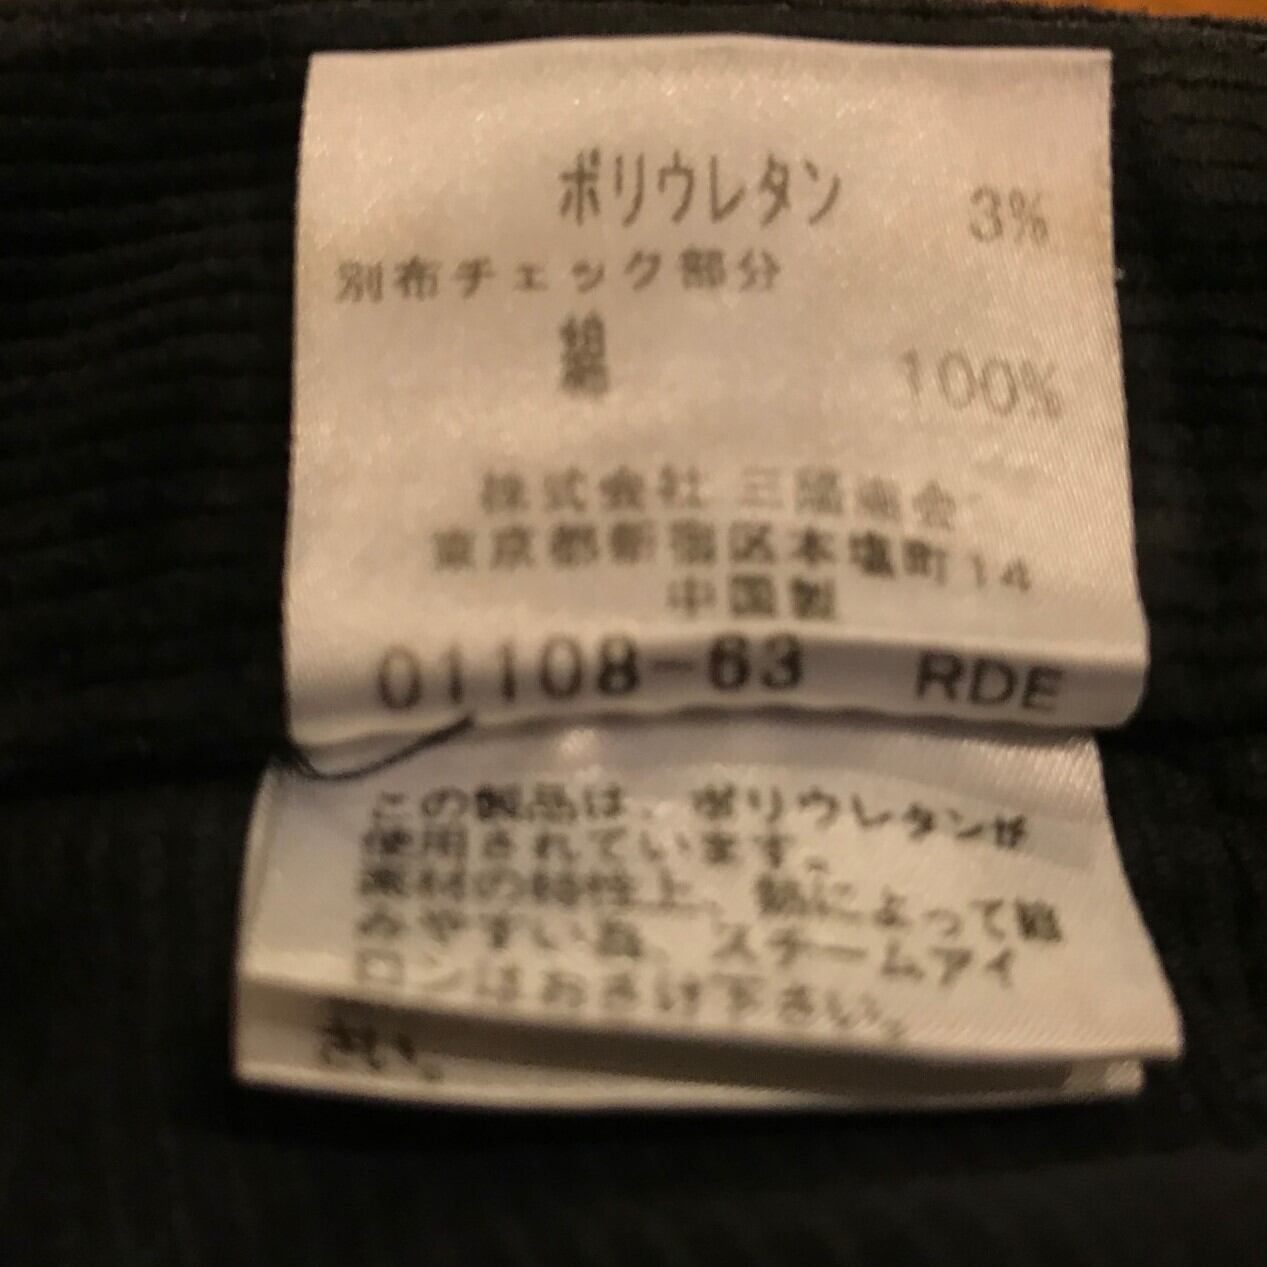 ポリウレタン 3%
別布チェック部分
綿 100%
株式会社 三陽商会
東京都新宿区本塩町14
中国製
01108-63 RDE
この製品は、ポリウレタンが
使用されています。
素材の特性上、熱によって縮
みやすい為、スチームアイ
ロンはおさけ下さい。
さい。